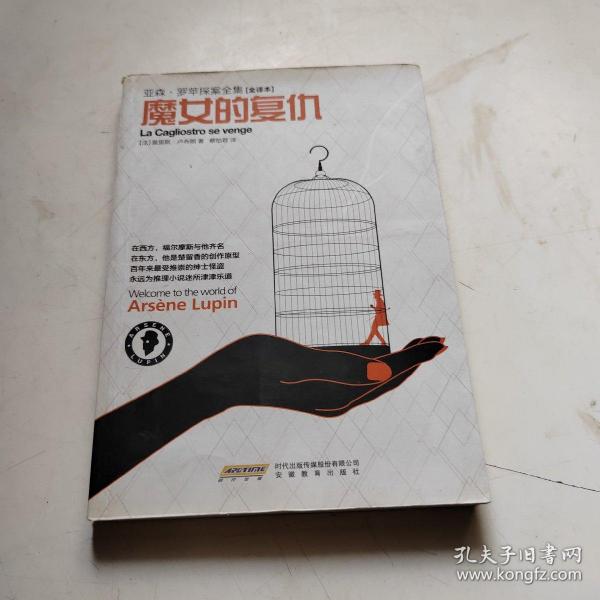 亚森·罗苹探案全集[全译本]
魔女的复仇
La Cagliostro se venge
[法]莫里斯·卢布朗 著 蔡怡君 译
在西方，福尔摩斯与他齐名
在东方，他是楚留香的创作原型
百年来最受推崇的绅士怪盗
永远为推理小说迷所津津乐道
Welcome to the world of
Arsène Lupin
ARSENE
LUPIN
时代出版传媒股份有限公司
安徽教育出版社
孔夫子旧书网
www.kongfz.com